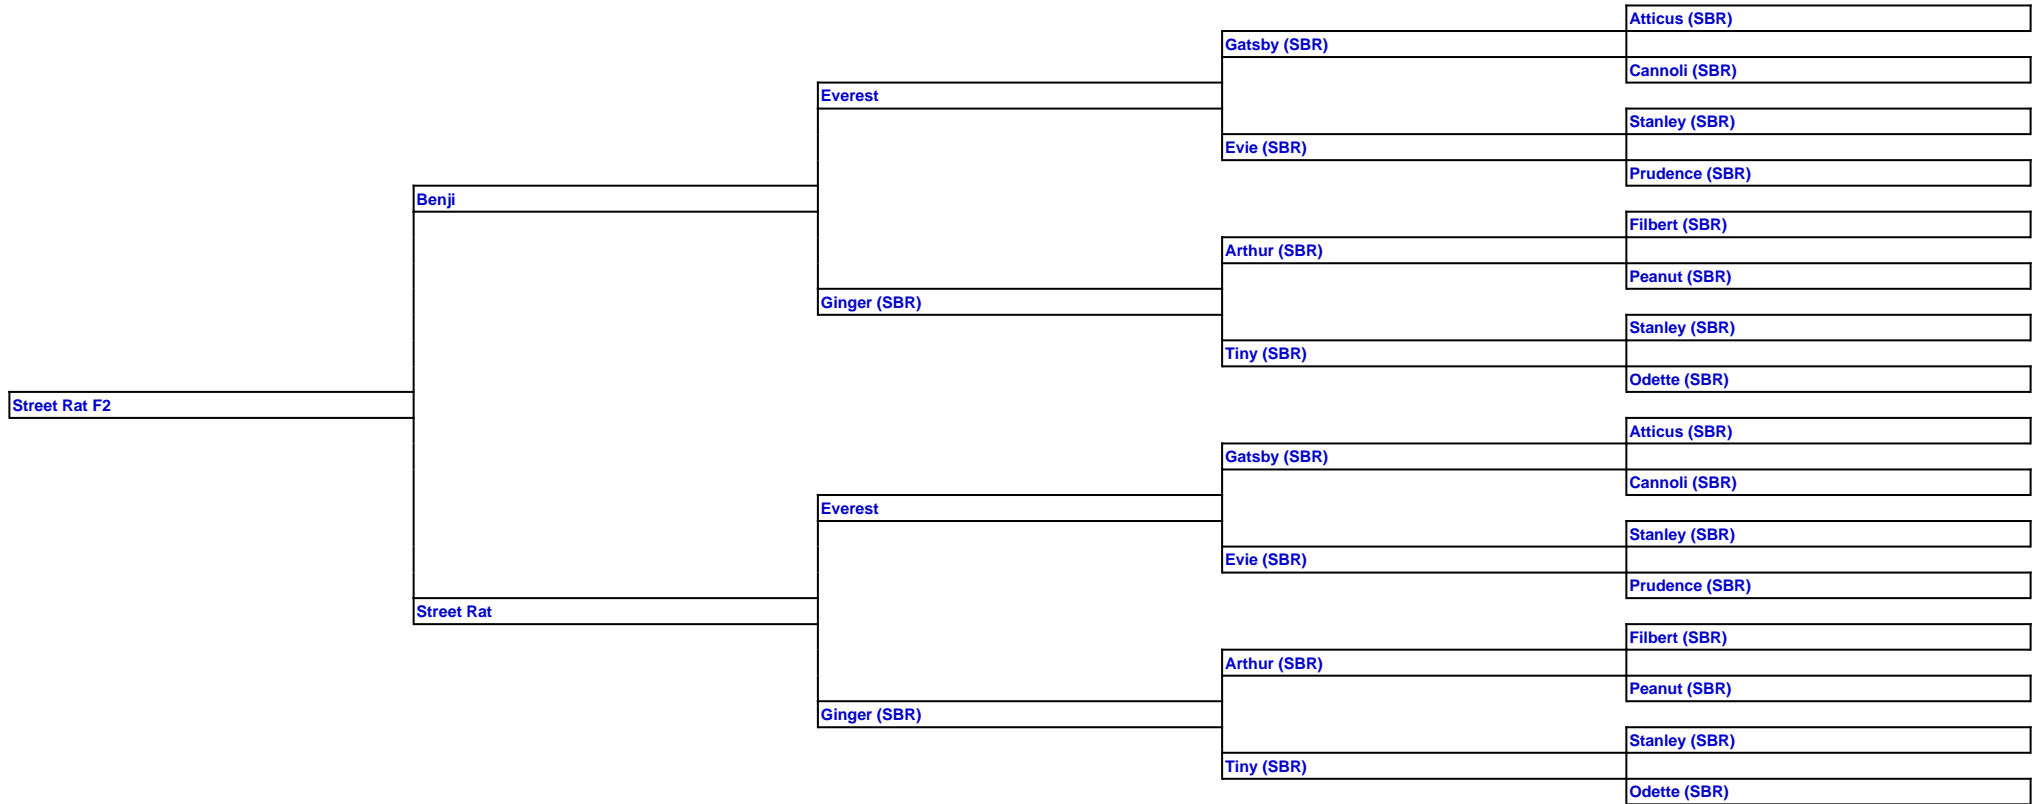 Atticus (SBR)
Gatsby (SBR)
Cannoli (SBR)
Everest
Stanley (SBR)
Evie (SBR)
Prudence (SBR)
Benji
Filbert (SBR)
Arthur (SBR)
Peanut (SBR)
Ginger (SBR)
Stanley (SBR)
Tiny (SBR)
Odette (SBR)
Street Rat F2
Atticus (SBR)
Gatsby (SBR)
Cannoli (SBR)
Everest
Stanley (SBR)
Evie (SBR)
Prudence (SBR)
Street Rat
Filbert (SBR)
Arthur (SBR)
Peanut (SBR)
Ginger (SBR)
Stanley (SBR)
Tiny (SBR)
Odette (SBR)